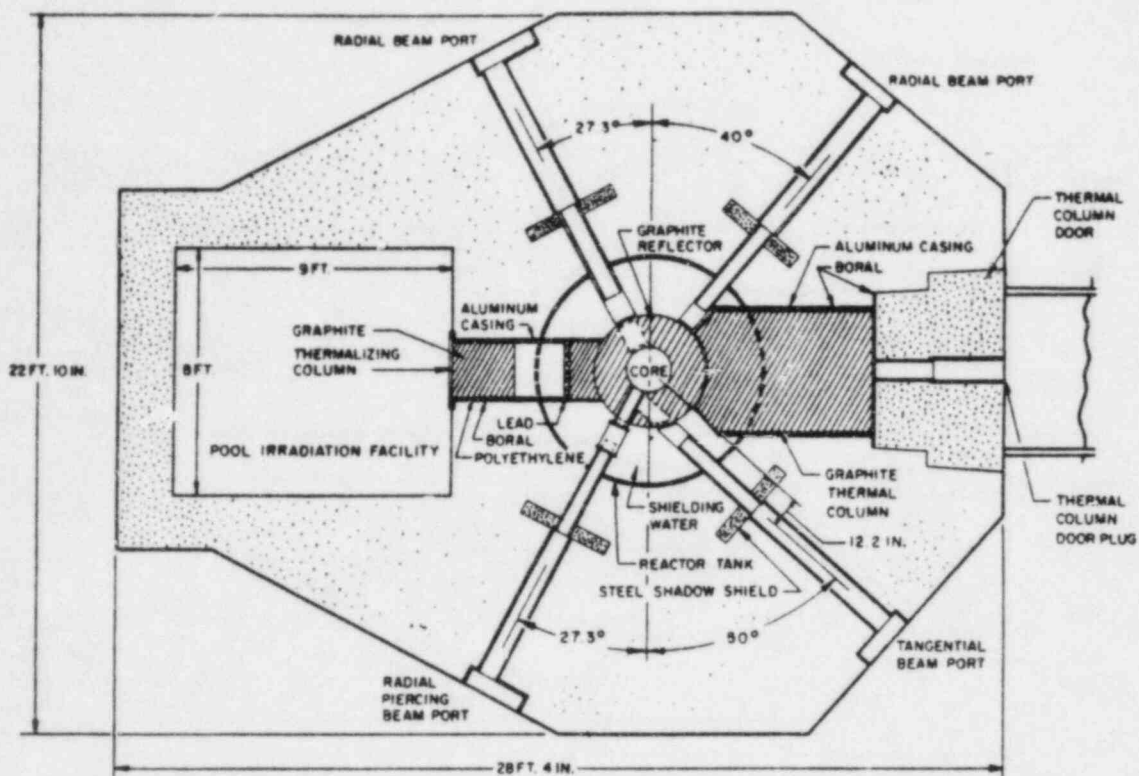 RADIAL BEAM PORT
RADIAL BEAM PORT
27.3°
40°
THERMAL
COLUMN
DOOR
GRAPHITE
REFLECTOR
ALUMINUM CASING
BORAL
9 FT.
ALUMINUM
CASING
GRAPHITE
THERMALIZING
COLUMN
22 FT. 10 IN.
8 FT.
CORE
LEAD
BORAL
POLYETHYLENE
POOL IRRADIATION FACILITY
SHIELDING
WATER
GRAPHITE
THERMAL
COLUMN
THERMAL
COLUMN
DOOR PLUG
12.2 IN.
REACTOR TANK
STEEL SHADOW SHIELD
27.3°
50°
TANGENTIAL
BEAM PORT
RADIAL
PIERCING
BEAM PORT
28 FT. 4 IN.